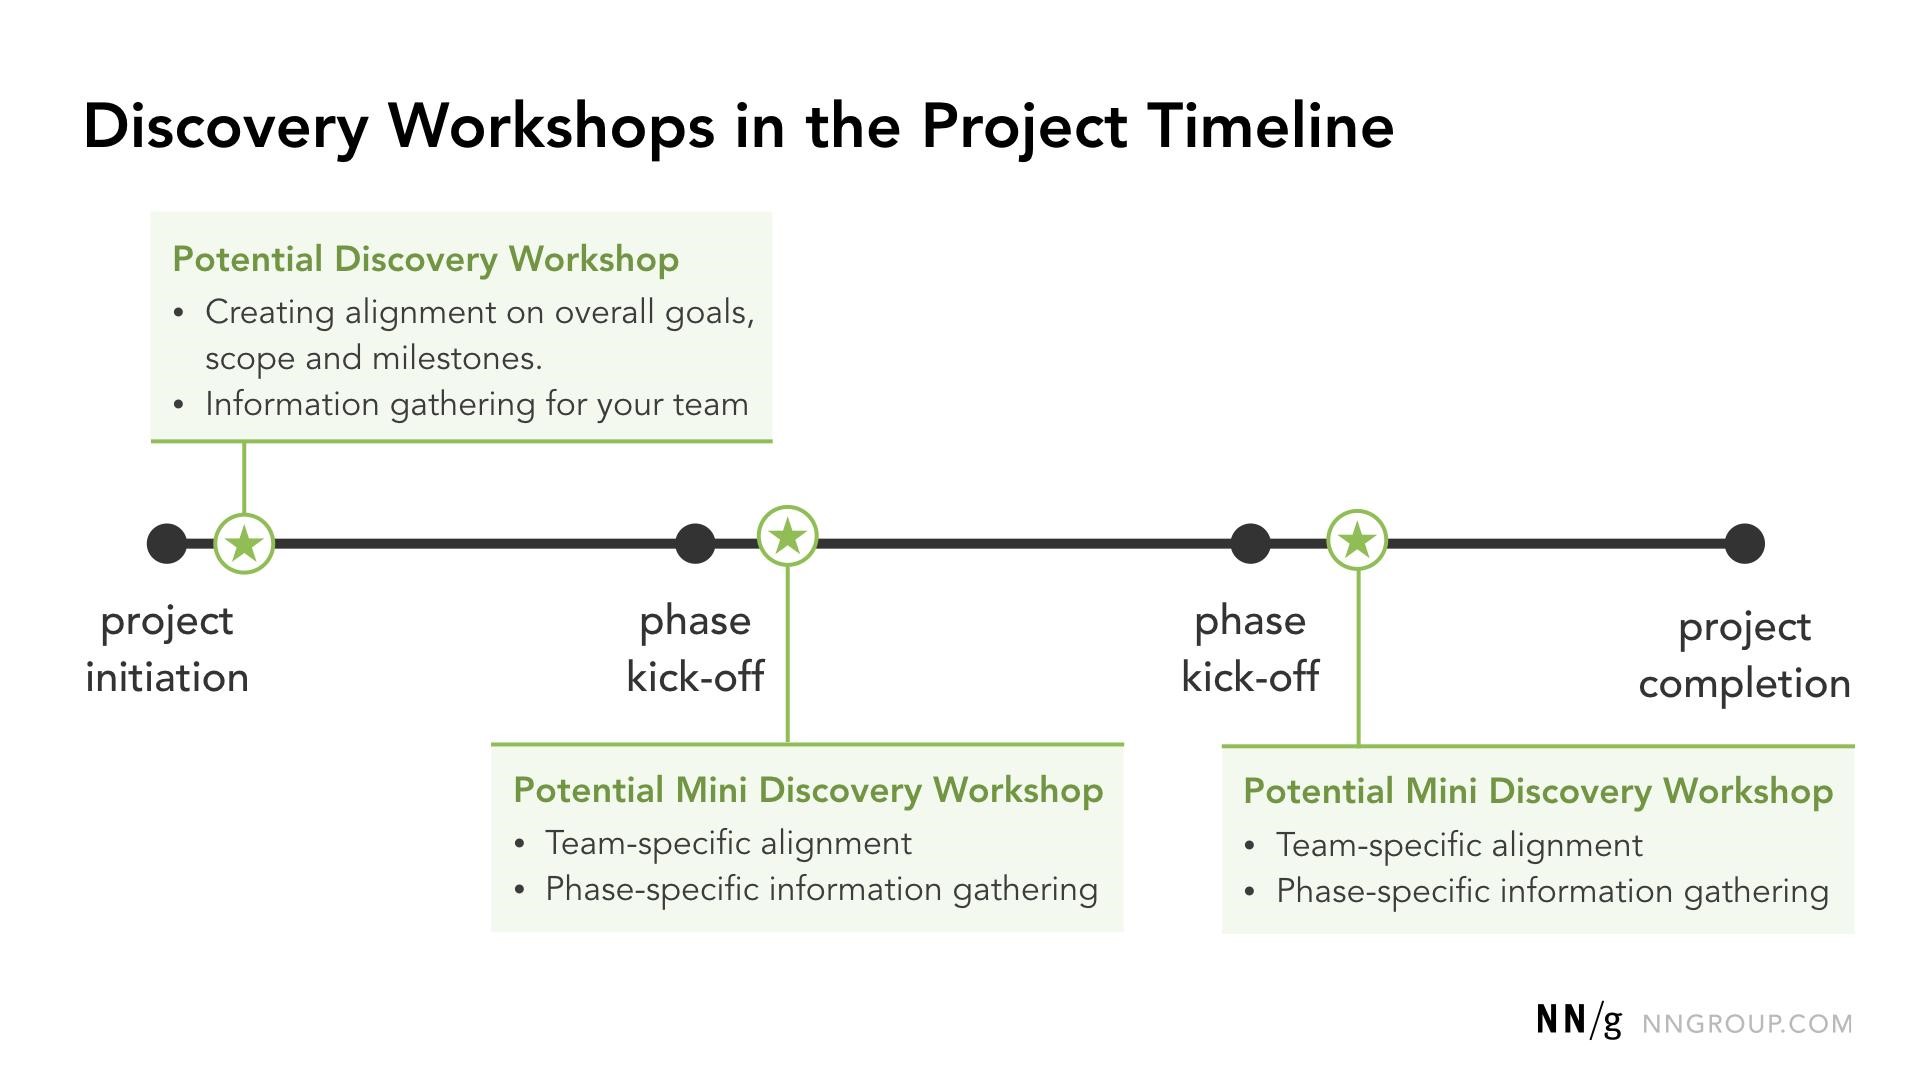 Discovery Workshops in the Project Timeline
Potential Discovery Workshop
• Creating alignment on overall goals,
scope and milestones.
• Information gathering for your team
project
initiation
phase
kick-off
phase
kick-off
project
completion
Potential Mini Discovery Workshop
• Team-specific alignment
• Phase-specific information gathering
Potential Mini Discovery Workshop
• Team-specific alignment
• Phase-specific information gathering
NN/g NNGROUP.COM